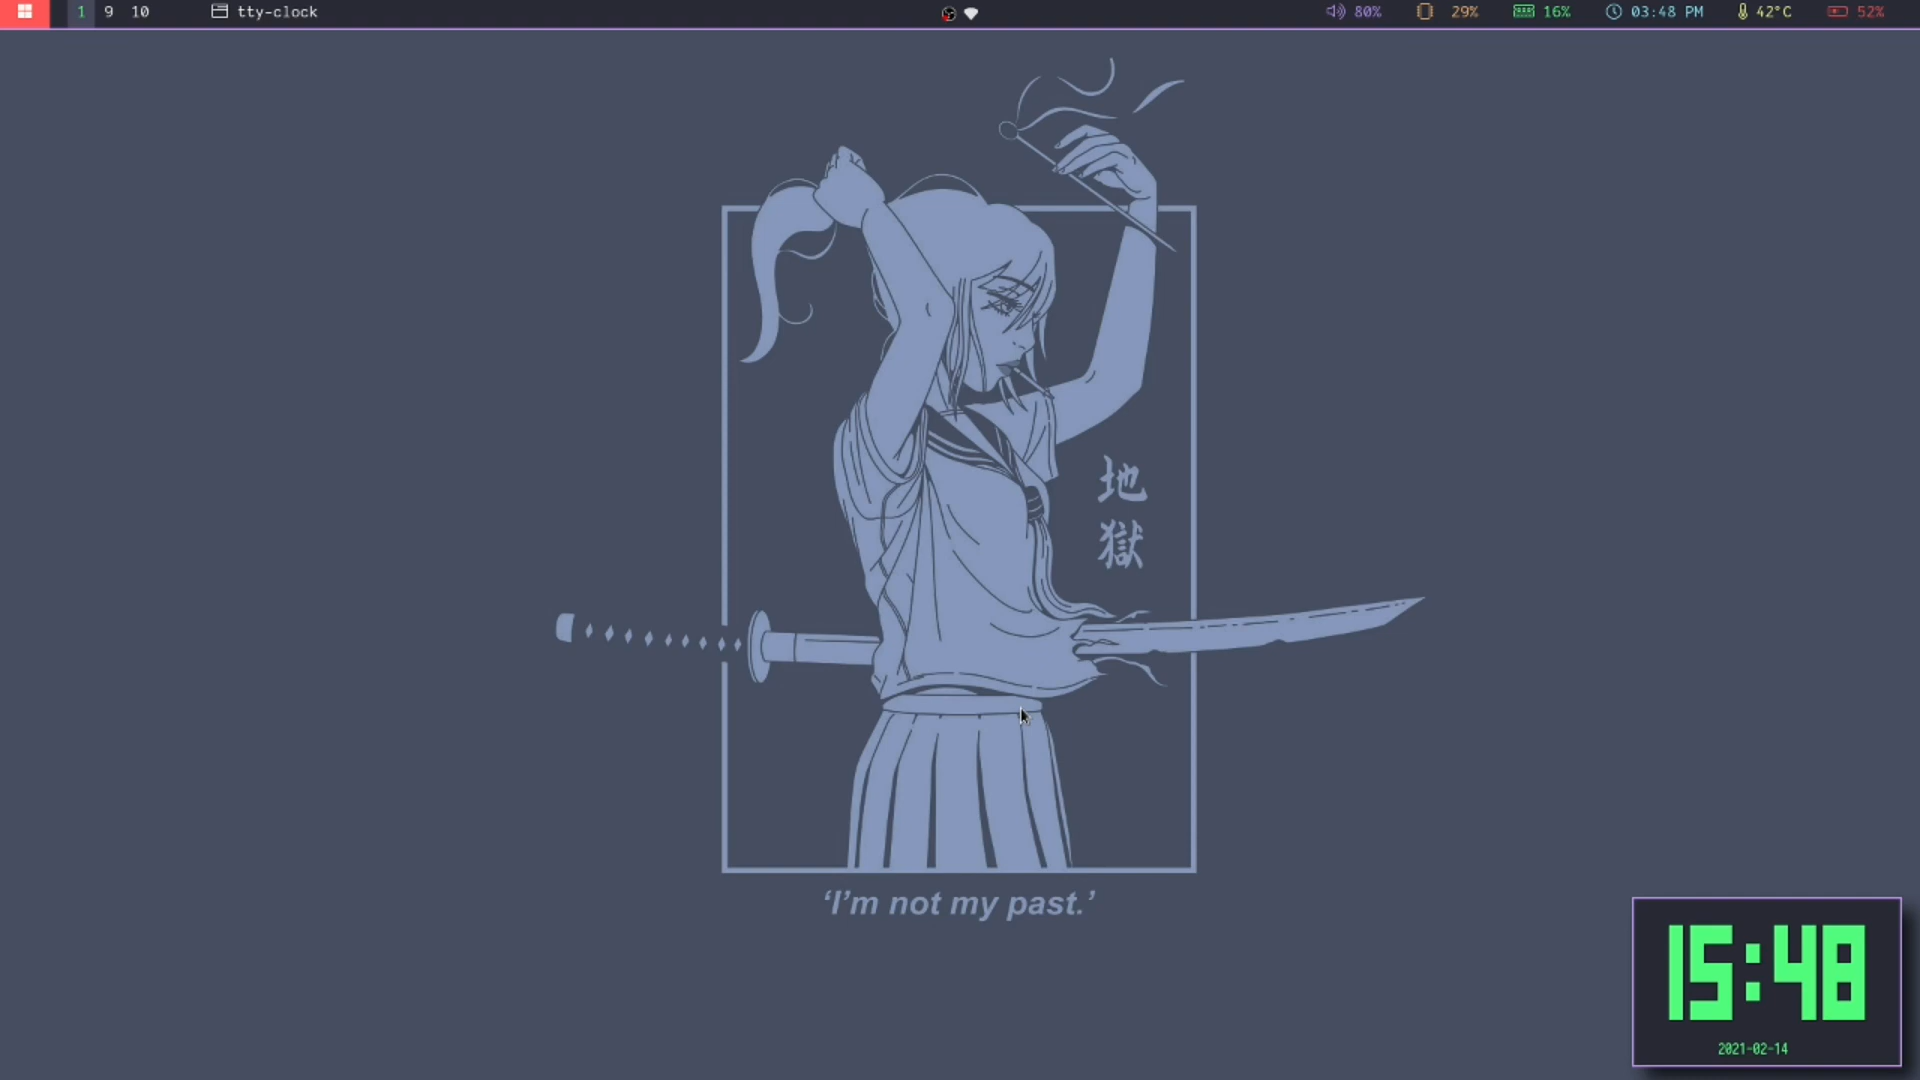 1 9 10 tty-clock 80% 29% 16% 03:48 PM 42°C 52%
地
獄
‘I’m not my past.’
15:48
2021-02-14